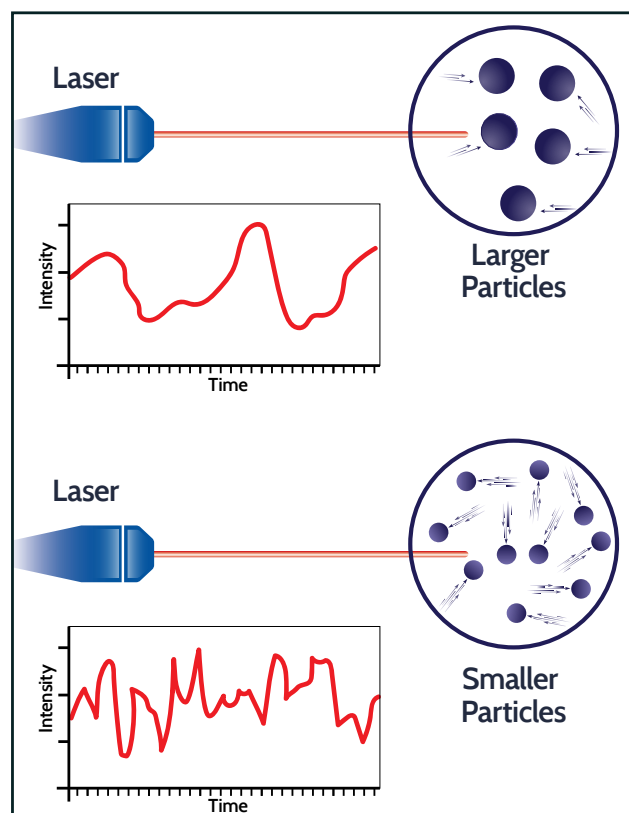 Laser
Intensity
Time
Larger
Particles
Laser
Intensity
Time
Smaller
Particles